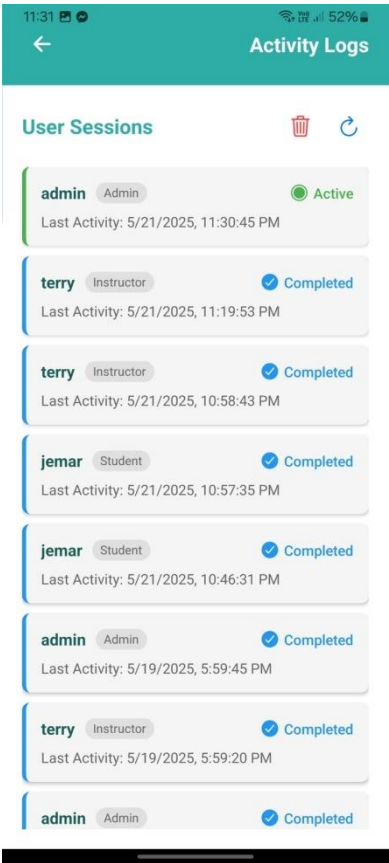 11:31 52%
Activity Logs
User Sessions
admin Admin Active
Last Activity: 5/21/2025, 11:30:45 PM
terry Instructor Completed
Last Activity: 5/21/2025, 11:19:53 PM
terry Instructor Completed
Last Activity: 5/21/2025, 10:58:43 PM
jemar Student Completed
Last Activity: 5/21/2025, 10:57:35 PM
jemar Student Completed
Last Activity: 5/21/2025, 10:46:31 PM
admin Admin Completed
Last Activity: 5/19/2025, 5:59:45 PM
terry Instructor Completed
Last Activity: 5/19/2025, 5:59:20 PM
admin Admin Completed